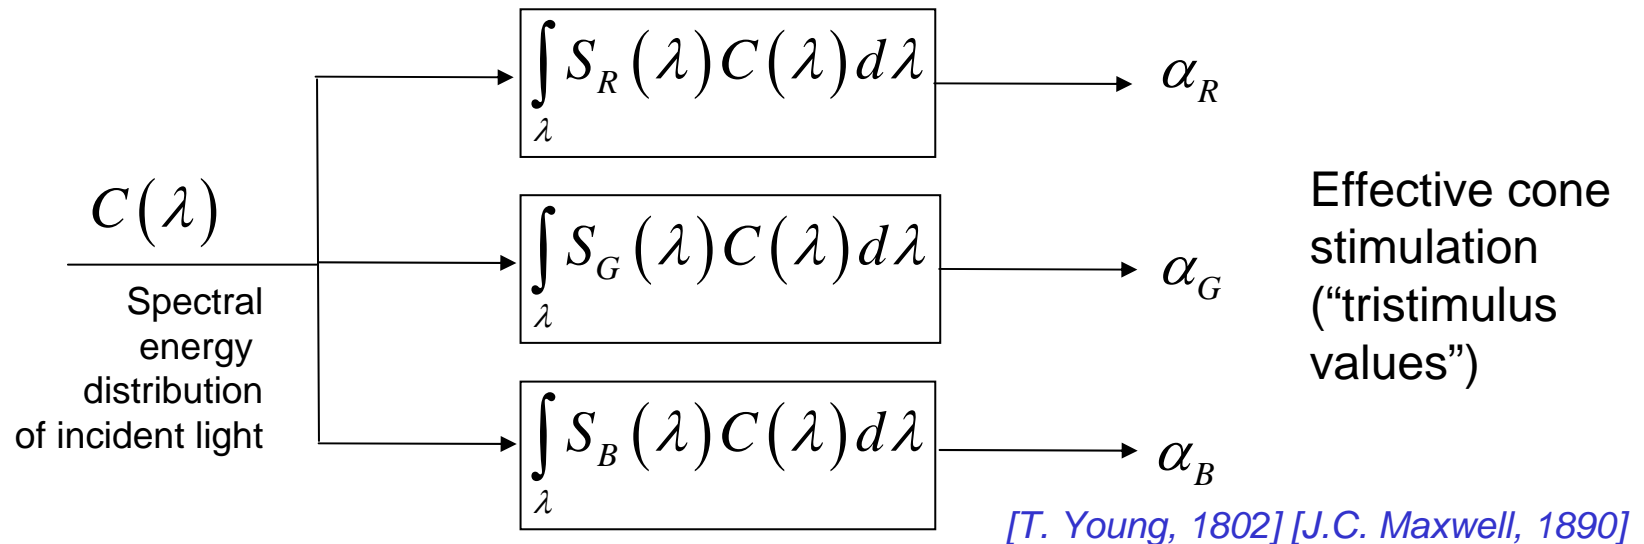 ∫_λ S_R(λ)C(λ)dλ
α_R
C(λ)
Spectral
energy
distribution
of incident light
∫_λ S_G(λ)C(λ)dλ
α_G
∫_λ S_B(λ)C(λ)dλ
α_B
Effective cone
stimulation
(“tristimulus
values”)
[T. Young, 1802] [J.C. Maxwell, 1890]